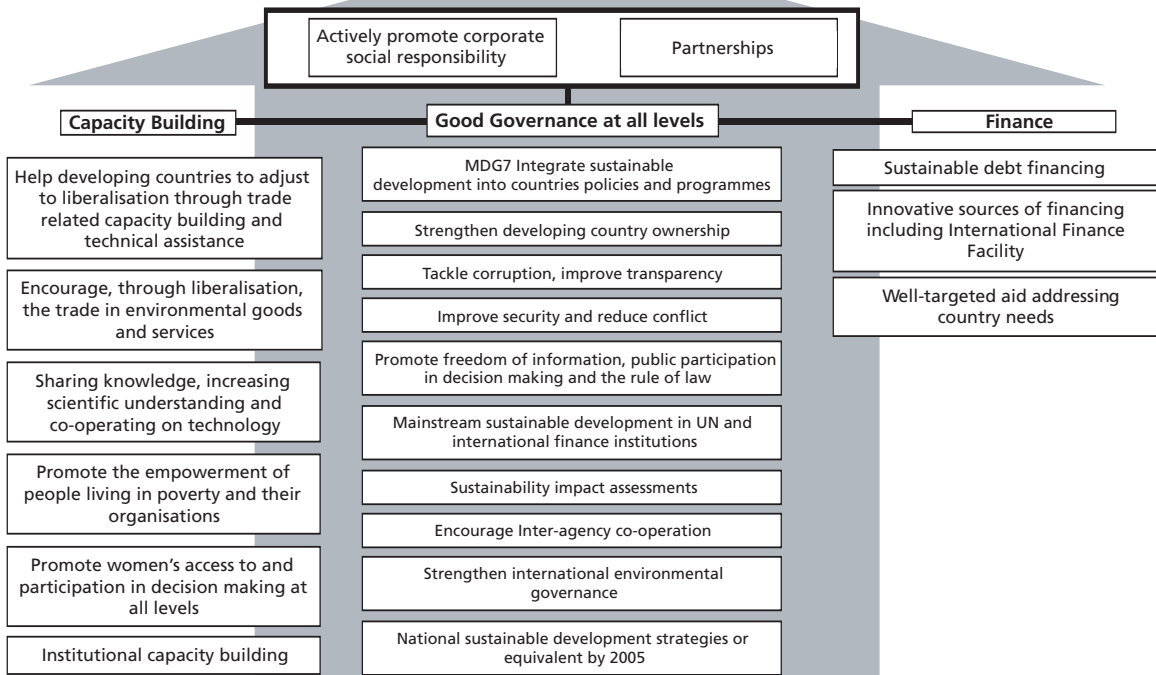 Actively promote corporate
social responsibility
Partnerships
Capacity Building
Good Governance at all levels
Finance
Help developing countries to adjust
to liberalisation through trade
related capacity building and
technical assistance
Encourage, through liberalisation,
the trade in environmental goods
and services
Sharing knowledge, increasing
scientific understanding and
co-operating on technology
Promote the empowerment of
people living in poverty and their
organisations
Promote women's access to and
participation in decision making at
all levels
Institutional capacity building
MDG7 Integrate sustainable
development into countries policies and programmes
Strengthen developing country ownership
Tackle corruption, improve transparency
Improve security and reduce conflict
Promote freedom of information, public participation
in decision making and the rule of law
Mainstream sustainable development in UN and
international finance institutions
Sustainability impact assessments
Encourage Inter-agency co-operation
Strengthen international environmental
governance
National sustainable development strategies or
equivalent by 2005
Sustainable debt financing
Innovative sources of financing
including International Finance
Facility
Well-targeted aid addressing
country needs